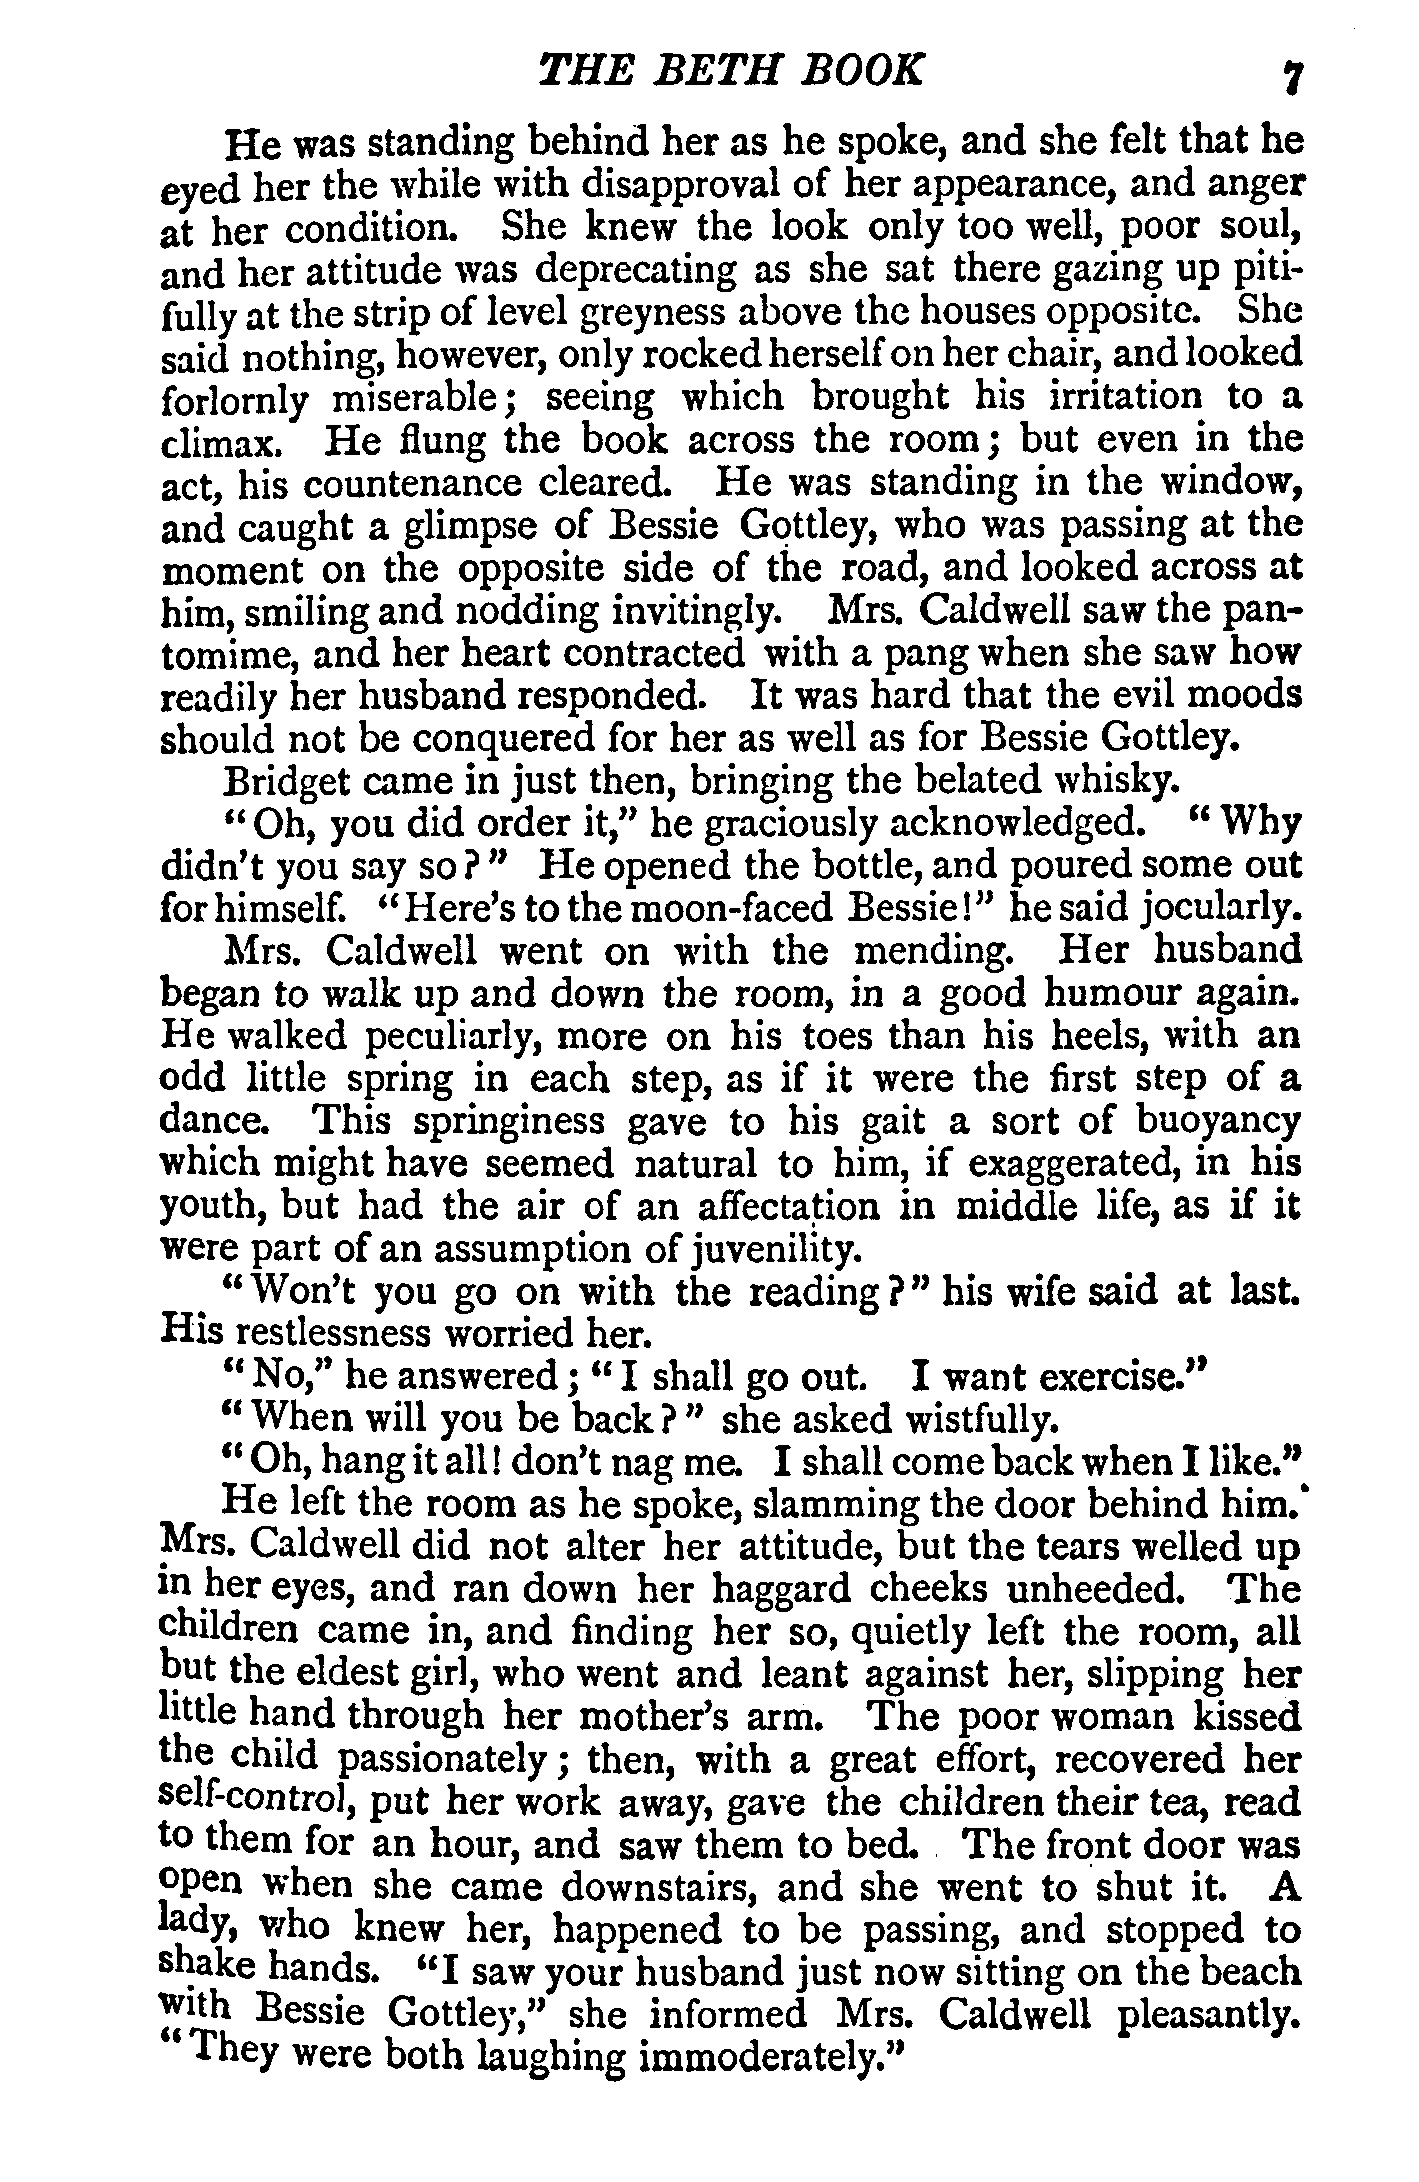 THE BETH BOOK 7
He was standing behind her as he spoke, and she felt that he
eyed her the while with disapproval of her appearance, and anger
at her condition. She knew the look only too well, poor soul,
and her attitude was deprecating as she sat there gazing up piti-
fully at the strip of level greyness above the houses opposite. She
said nothing, however, only rocked herself on her chair, and looked
forlornly miserable; seeing which brought his irritation to a
climax. He flung the book across the room; but even in the
act, his countenance cleared. He was standing in the window,
and caught a glimpse of Bessie Gottley, who was passing at the
moment on the opposite side of the road, and looked across at
him, smiling and nodding invitingly. Mrs. Caldwell saw the pan-
tomime, and her heart contracted with a pang when she saw how
readily her husband responded. It was hard that the evil moods
should not be conquered for her as well as for Bessie Gottley.
Bridget came in just then, bringing the belated whisky.
"Oh, you did order it," he graciously acknowledged. "Why
didn't you say so?" He opened the bottle, and poured some out
for himself. "Here's to the moon-faced Bessie!" he said jocularly.
Mrs. Caldwell went on with the mending. Her husband
began to walk up and down the room, in a good humour again.
He walked peculiarly, more on his toes than his heels, with an
odd little spring in each step, as if it were the first step of a
dance. This springiness gave to his gait a sort of buoyancy
which might have seemed natural to him, if exaggerated, in his
youth, but had the air of an affectation in middle life, as if it
were part of an assumption of juvenility.
"Won't you go on with the reading?" his wife said at last.
His restlessness worried her.
"No," he answered; "I shall go out. I want exercise."
"When will you be back?" she asked wistfully.
"Oh, hang it all! don't nag me. I shall come back when I like."
He left the room as he spoke, slamming the door behind him.
Mrs. Caldwell did not alter her attitude, but the tears welled up
in her eyes, and ran down her haggard cheeks unheeded. The
children came in, and finding her so, quietly left the room, all
but the eldest girl, who went and leant against her, slipping her
little hand through her mother's arm. The poor woman kissed
the child passionately; then, with a great effort, recovered her
self-control, put her work away, gave the children their tea, read
to them for an hour, and saw them to bed. The front door was
open when she came downstairs, and she went to shut it. A
lady, who knew her, happened to be passing, and stopped to
shake hands. "I saw your husband just now sitting on the beach
with Bessie Gottley," she informed Mrs. Caldwell pleasantly.
"They were both laughing immoderately."